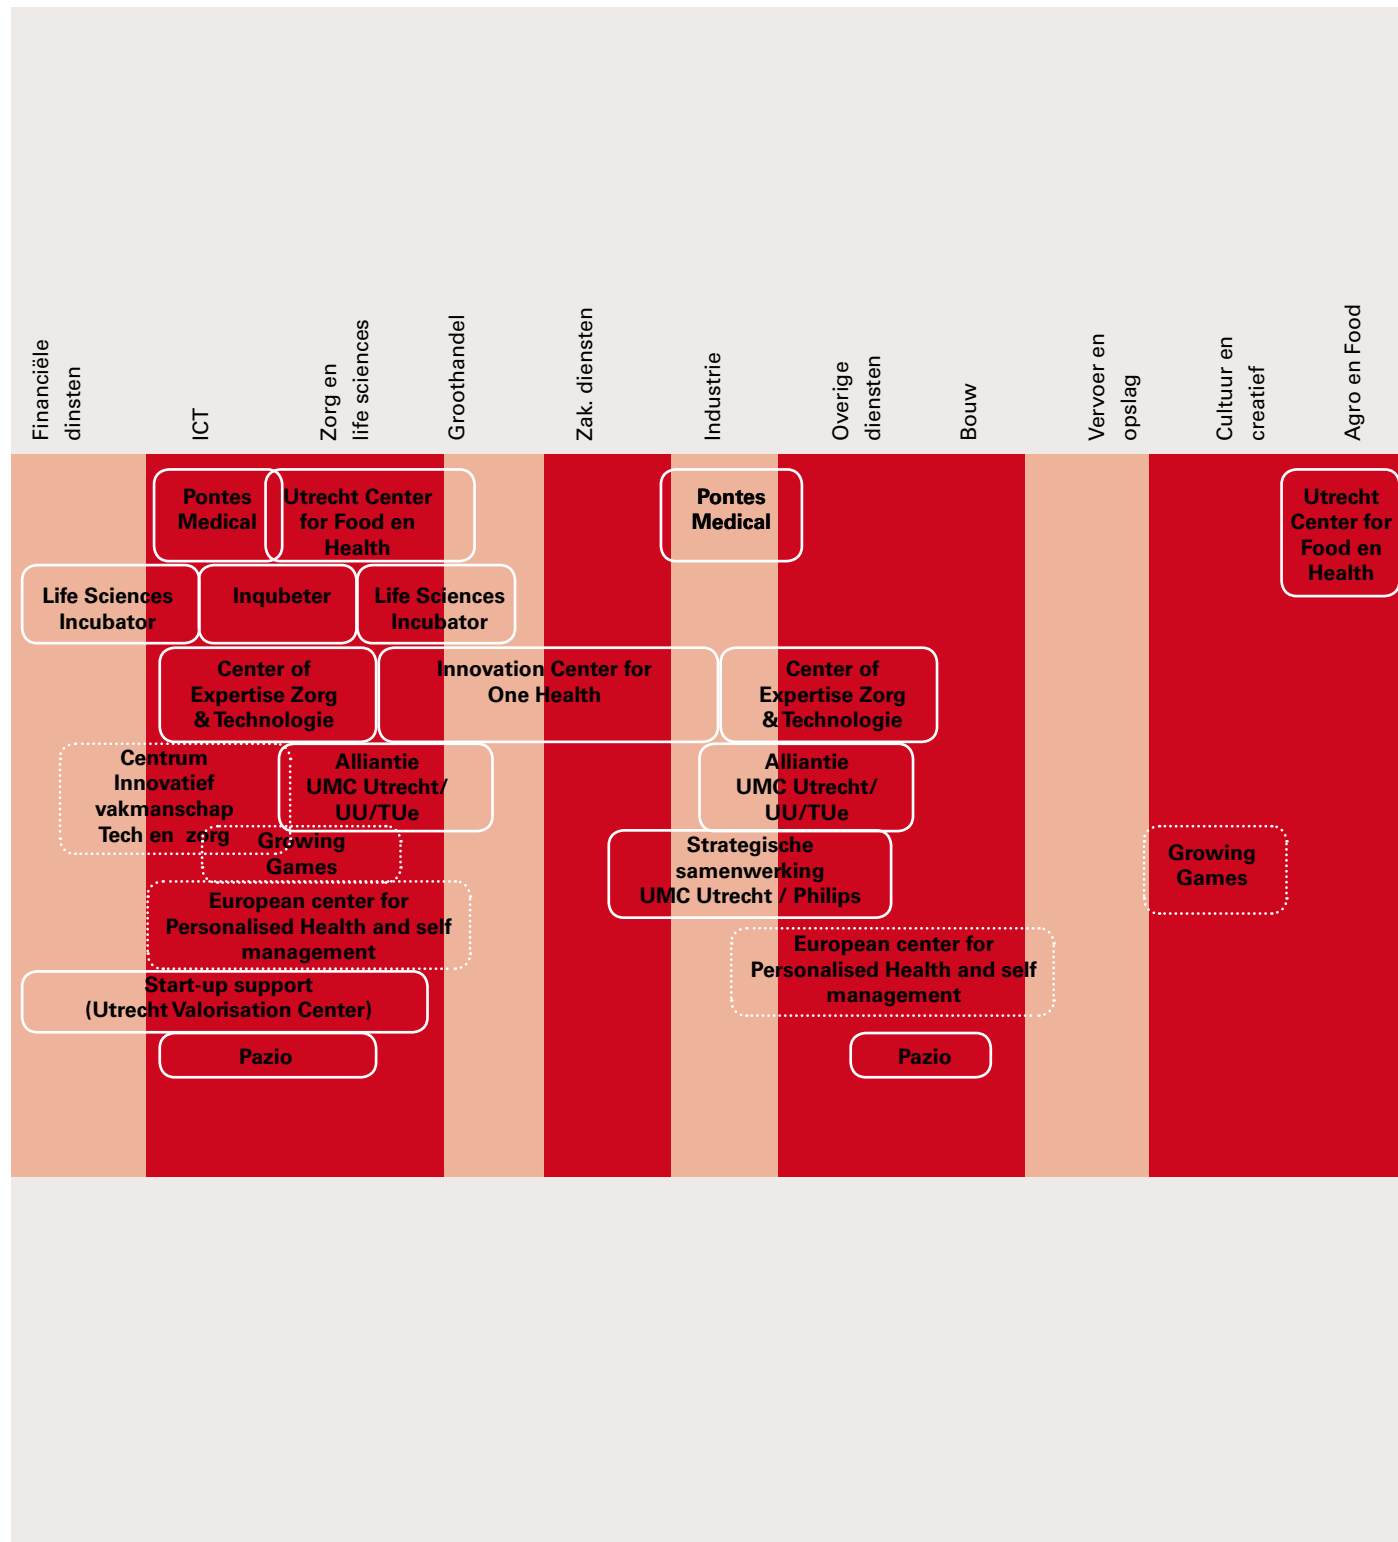 Financiële
dinsten
ICT
Zorg en
life sciences
Groothandel
Zak. diensten
Industrie
Overige
diensten
Bouw
Vervoer en
opslag
Cultuur en
creatief
Agro en Food
Pontes
Medical
Utrecht Center
for Food en
Health
Pontes
Medical
Utrecht
Center for
Food en
Health
Life Sciences
Incubator
Inqubeter
Life Sciences
Incubator
Center of
Expertise Zorg
& Technologie
Innovation Center for
One Health
Center of
Expertise Zorg
& Technologie
Centrum
Innovatief
vakmanschap
Tech en zorg
Alliantie
UMC Utrecht/
UU/TUe
Alliantie
UMC Utrecht/
UU/TUe
Growing
Games
Strategische
samenwerking
UMC Utrecht / Philips
Growing
Games
European center for
Personalised Health and self
management
European center for
Personalised Health and self
management
Start-up support
(Utrecht Valorisation Center)
Pazio
Pazio